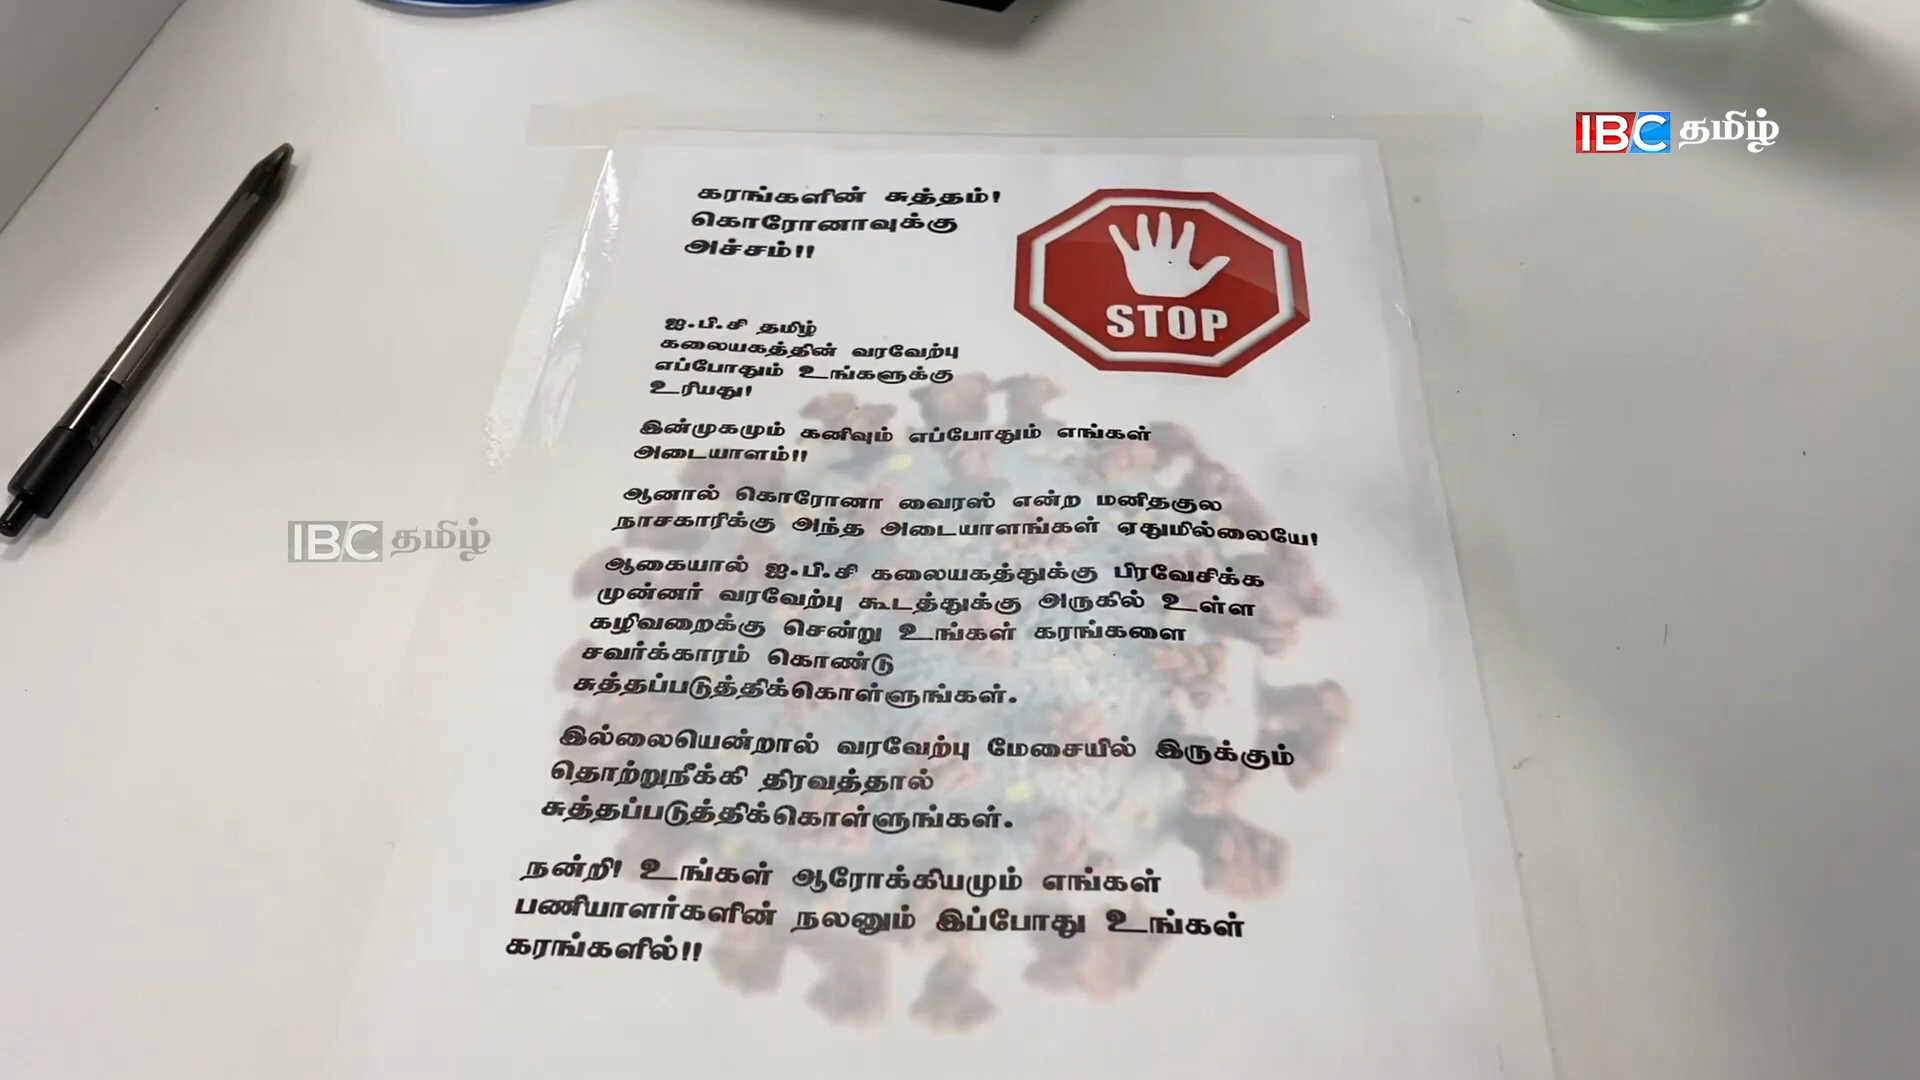 IBC தமிழ்
கரங்களின் சுத்தம்!
கொரோனாவுக்கு
அச்சம்!!
STOP
ஐ.பி.சி தமிழ்
கலையகத்தின் வரவேற்பு
எப்போதும் உங்களுக்கு
உரியது!
இன்முகமும் கனிவும் எப்போதும் எங்கள்
அடையாளம்!!
ஆனால் கொரோனா வைரஸ் என்ற மனிதகுல
நாசகாரிக்கு அந்த அடையாளங்கள் ஏதுமில்லையே!
IBC தமிழ்
ஆகையால் ஐ.பி.சி கலையகத்துக்கு பிரவேசிக்க
முன்னர் வரவேற்பு கூடத்துக்கு அருகில் உள்ள
கழிவறைக்கு சென்று உங்கள் கரங்களை
சவர்க்காரம் கொண்டு
சுத்தப்படுத்திக்கொள்ளுங்கள்.
இல்லையென்றால் வரவேற்பு மேசையில் இருக்கும்
தொற்றுநீக்கி திரவத்தால்
சுத்தப்படுத்திக்கொள்ளுங்கள்.
நன்றி! உங்கள் ஆரோக்கியமும் எங்கள்
பணியாளர்களின் நலனும் இப்போது உங்கள்
கரங்களில்!!